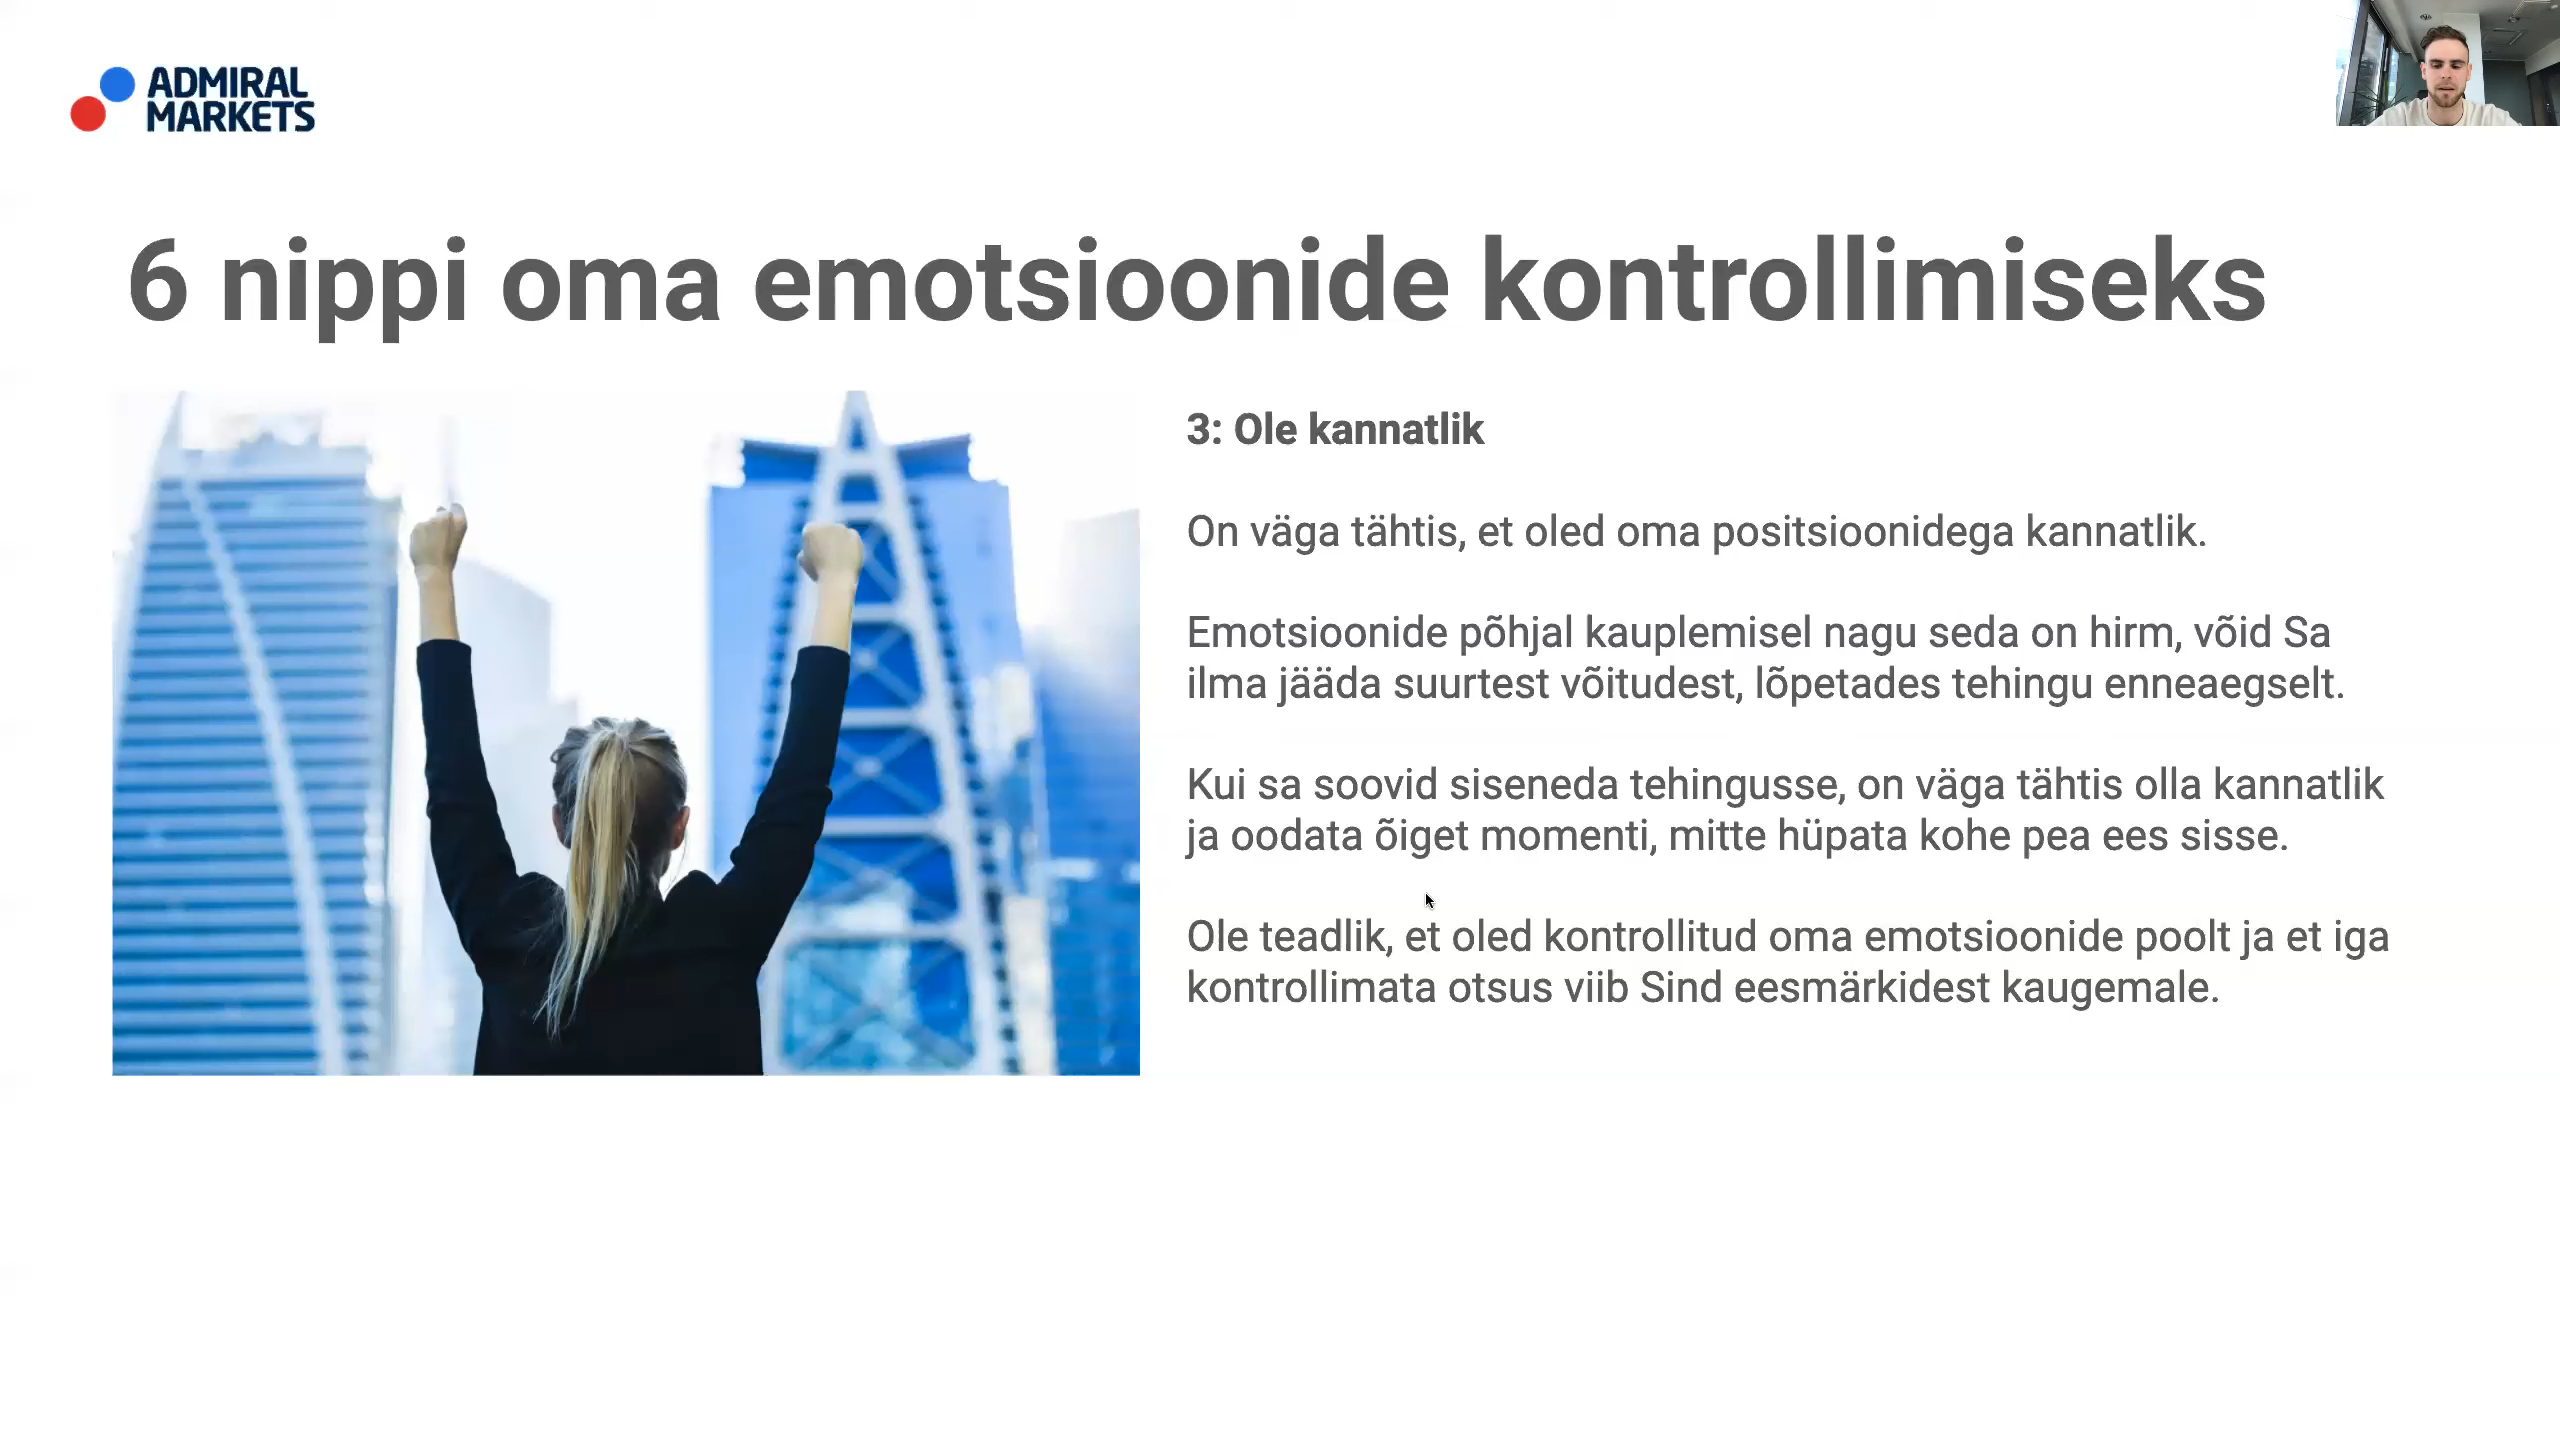 ADMIRAL
MARKETS
6 nippi oma emotsioonide kontrollimiseks
3: Ole kannatlik
On väga tähtis, et oled oma positsioonidega kannatlik.
Emotsioonide põhjal kauplemisel nagu seda on hirm, võid Sa
ilma jääda suurtest võitudest, lõpetades tehingu enneaegselt.
Kui sa soovid siseneda tehingusse, on väga tähtis olla kannatlik
ja oodata õiget momenti, mitte hüpata kohe pea ees sisse.
Ole teadlik, et oled kontrollitud oma emotsioonide poolt ja et iga
kontrollimata otsus viib Sind eesmärkidest kaugemale.